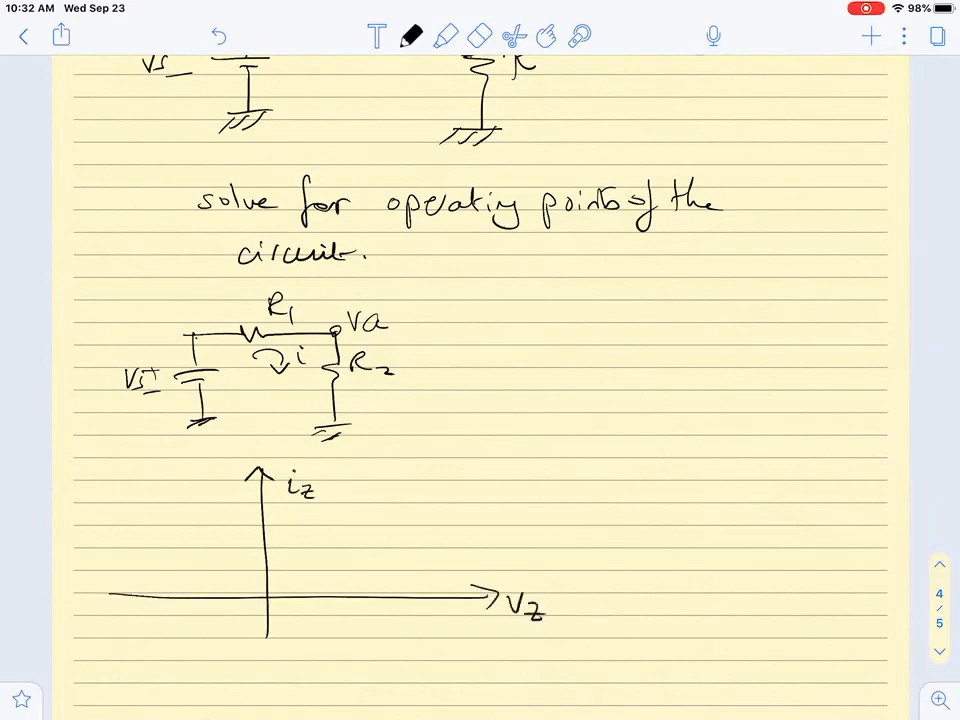 10:32 AM Wed Sep 23
98%
T
Vs
R
solve for operating points of the
circuit.
R1
Va
i
Vs+
R2
iz
Vz
4
/
5